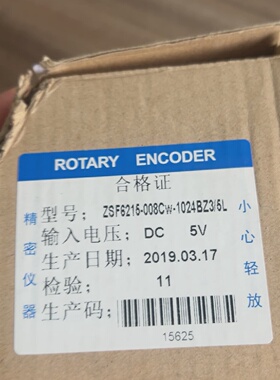 ROTARY ENCODER
合格证
型号: ZSF6215-008CW-1024BZ3/5L
输入电压: DC 5V
生产日期: 2019.03.17
检验: 11
生产码:
15625
精密仪器
小心轻放